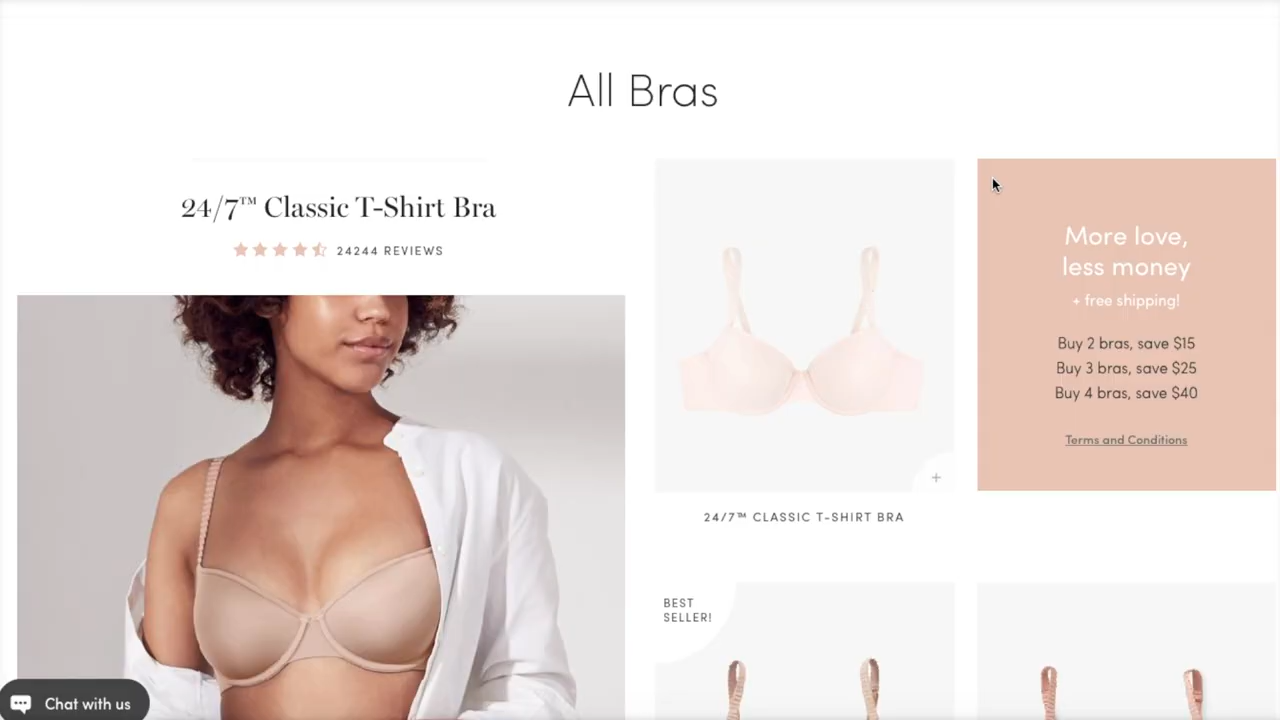 All Bras
24/7™ Classic T-Shirt Bra
24244 REVIEWS
More love,
less money
+ free shipping!
Buy 2 bras, save $15
Buy 3 bras, save $25
Buy 4 bras, save $40
Terms and Conditions
+
24/7™ CLASSIC T-SHIRT BRA
BEST
SELLER!
Chat with us